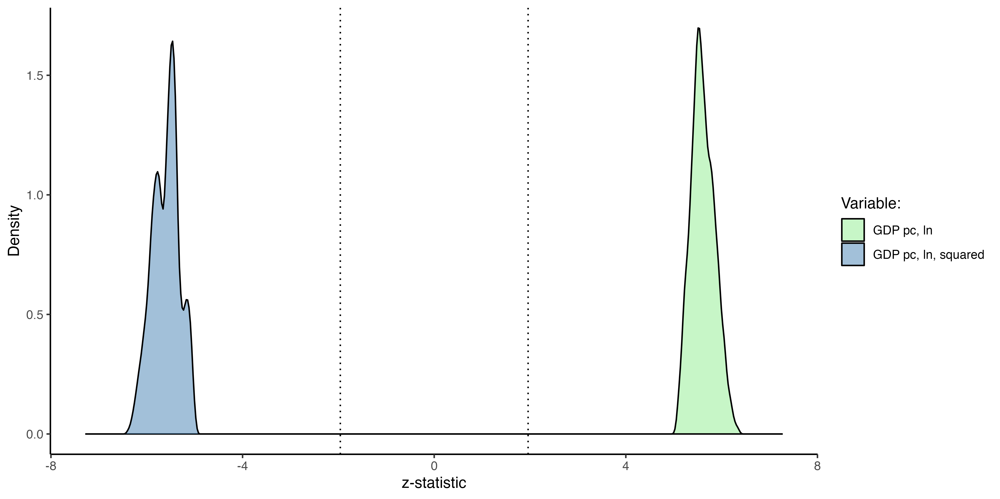 1.5
1.0
0.5
0.0
Density
-8
-4
0
4
8
z-statistic
Variable:
GDP pc, ln
GDP pc, ln, squared